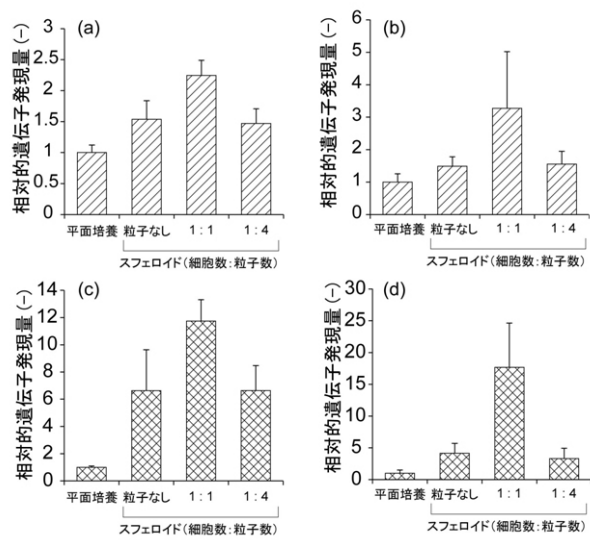 (a)
相対的遺伝子発現量(-)
3
2.5
2
1.5
1
0.5
0
平面培養 粒子なし 1:1 1:4
スフェロイド(細胞数:粒子数)
(b)
相対的遺伝子発現量(-)
6
5
4
3
2
1
0
平面培養 粒子なし 1:1 1:4
スフェロイド(細胞数:粒子数)
(c)
相対的遺伝子発現量(-)
14
12
10
8
6
4
2
0
平面培養 粒子なし 1:1 1:4
スフェロイド(細胞数:粒子数)
(d)
相対的遺伝子発現量(-)
30
25
20
15
10
5
0
平面培養 粒子なし 1:1 1:4
スフェロイド(細胞数:粒子数)